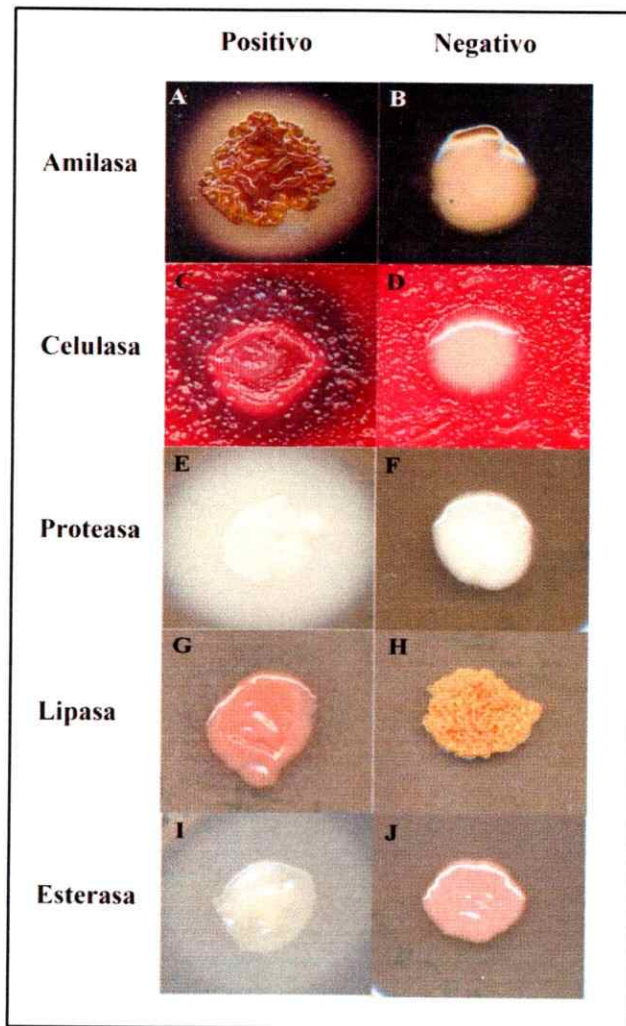 Positivo Negativo
Amilasa A B
Celulasa C D
Proteasa E F
Lipasa G H
Esterasa I J